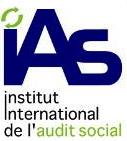 iAs
institut
International
de l'audit social